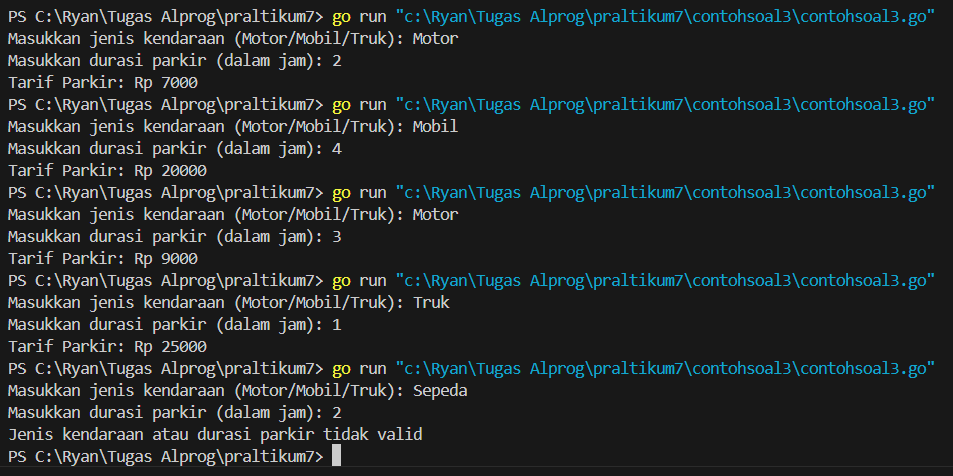 PS C:\Ryan\Tugas Alprog\praltikum7> go run "c:\Ryan\Tugas Alprog\praltikum7\contohsoal3\contohsoal3.go"
Masukkan jenis kendaraan (Motor/Mobil/Truk): Motor
Masukkan durasi parkir (dalam jam): 2
Tarif Parkir: Rp 7000
PS C:\Ryan\Tugas Alprog\praltikum7> go run "c:\Ryan\Tugas Alprog\praltikum7\contohsoal3\contohsoal3.go"
Masukkan jenis kendaraan (Motor/Mobil/Truk): Mobil
Masukkan durasi parkir (dalam jam): 4
Tarif Parkir: Rp 20000
PS C:\Ryan\Tugas Alprog\praltikum7> go run "c:\Ryan\Tugas Alprog\praltikum7\contohsoal3\contohsoal3.go"
Masukkan jenis kendaraan (Motor/Mobil/Truk): Motor
Masukkan durasi parkir (dalam jam): 3
Tarif Parkir: Rp 9000
PS C:\Ryan\Tugas Alprog\praltikum7> go run "c:\Ryan\Tugas Alprog\praltikum7\contohsoal3\contohsoal3.go"
Masukkan jenis kendaraan (Motor/Mobil/Truk): Truk
Masukkan durasi parkir (dalam jam): 1
Tarif Parkir: Rp 25000
PS C:\Ryan\Tugas Alprog\praltikum7> go run "c:\Ryan\Tugas Alprog\praltikum7\contohsoal3\contohsoal3.go"
Masukkan jenis kendaraan (Motor/Mobil/Truk): Sepeda
Masukkan durasi parkir (dalam jam): 2
Jenis kendaraan atau durasi parkir tidak valid
PS C:\Ryan\Tugas Alprog\praltikum7>